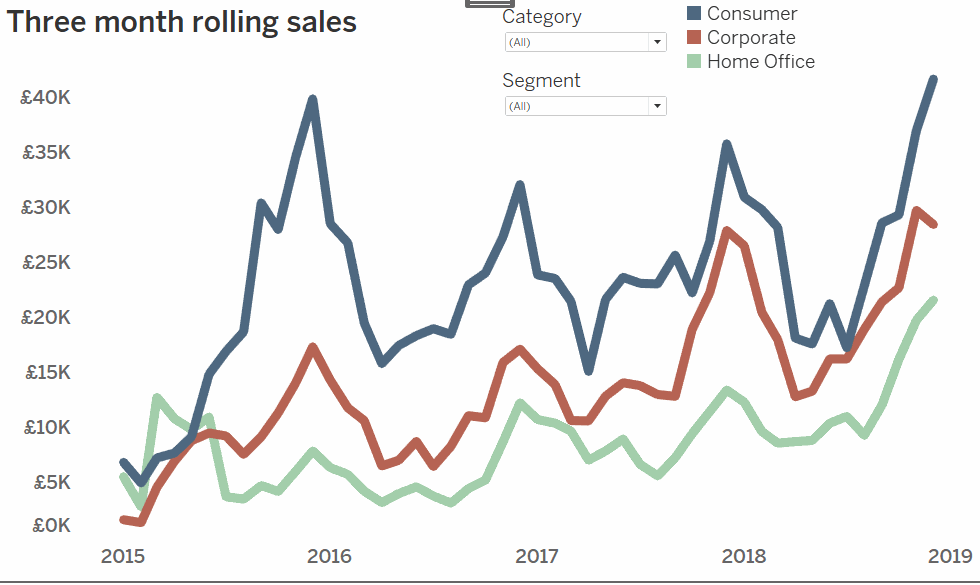 Three month rolling sales
Category
(All)
Segment
(All)
Consumer
Corporate
Home Office
£40K
£35K
£30K
£25K
£20K
£15K
£10K
£5K
£0K
2015 2016 2017 2018 2019